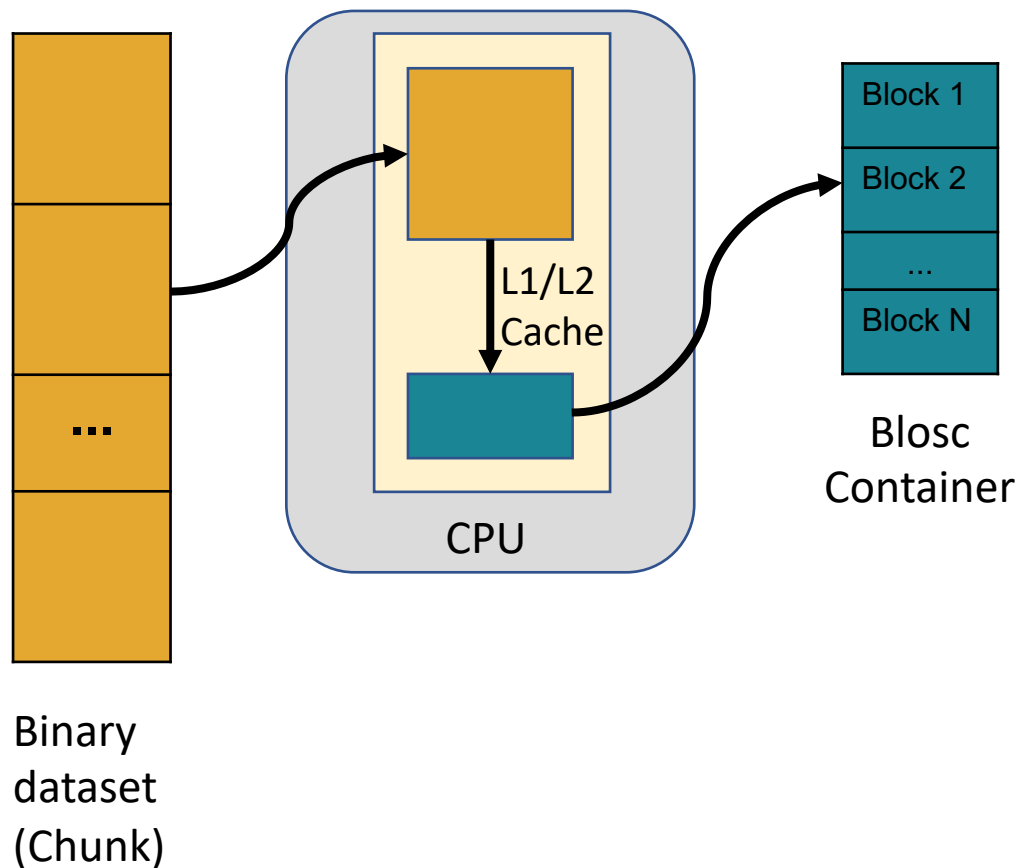 ...
Binary
dataset
(Chunk)
L1/L2
Cache
CPU
Block 1
Block 2
...
Block N
Blosc
Container